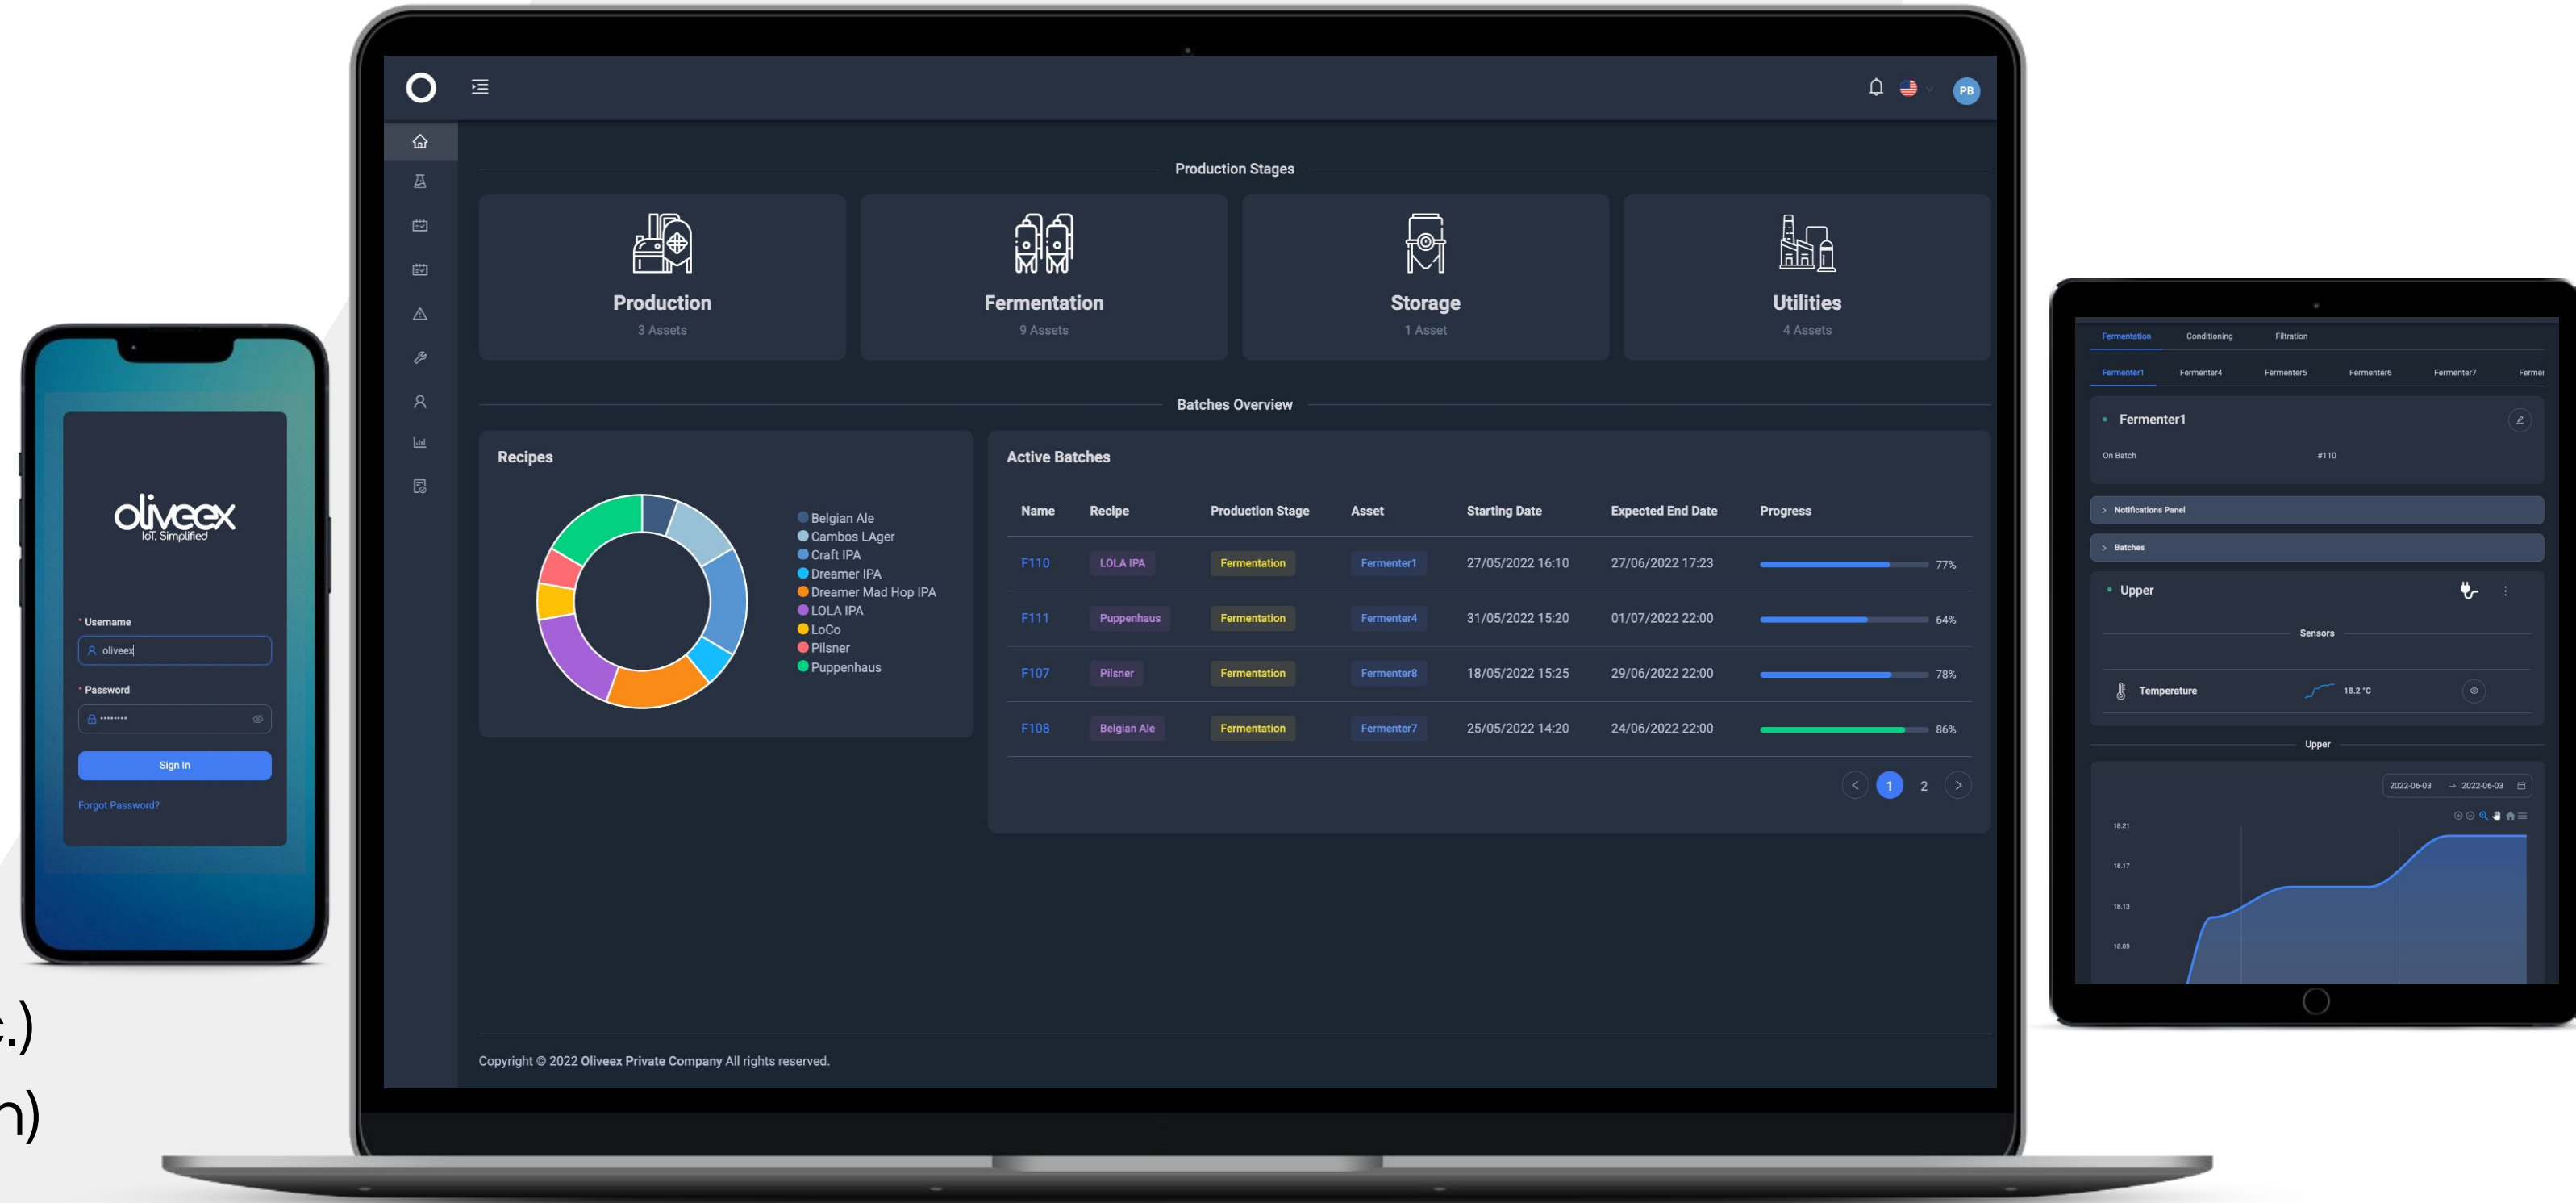 oliveex
IoT. Simplified
* Username
oliveex
* Password
••••••••
Sign In
Forgot Password?
c.)
n)
PB
Production Stages
Production
3 Assets
Fermentation
9 Assets
Storage
1 Asset
Utilities
4 Assets
Batches Overview
Recipes
Belgian Ale
Cambos LAger
Craft IPA
Dreamer IPA
Dreamer Mad Hop IPA
LOLA IPA
LoCo
Pilsner
Puppenhaus
Active Batches
Name Recipe Production Stage Asset Starting Date Expected End Date Progress
F110 LOLA IPA Fermentation Fermenter1 27/05/2022 16:10 27/06/2022 17:23 77%
F111 Puppenhaus Fermentation Fermenter4 31/05/2022 15:20 01/07/2022 22:00 64%
F107 Pilsner Fermentation Fermenter8 18/05/2022 15:25 29/06/2022 22:00 78%
F108 Belgian Ale Fermentation Fermenter7 25/05/2022 14:20 24/06/2022 22:00 86%
< 1 2 >
Copyright © 2022 Oliveex Private Company All rights reserved.
Fermentation Conditioning Filtration
Fermenter1 Fermenter4 Fermenter5 Fermenter6 Fermenter7 Fermer
Fermenter1
On Batch #110
> Notifications Panel
> Batches
Upper
Sensors
Temperature 18.2 °C
Upper
2022-06-03 → 2022-06-03
18.21
18.17
18.13
18.09